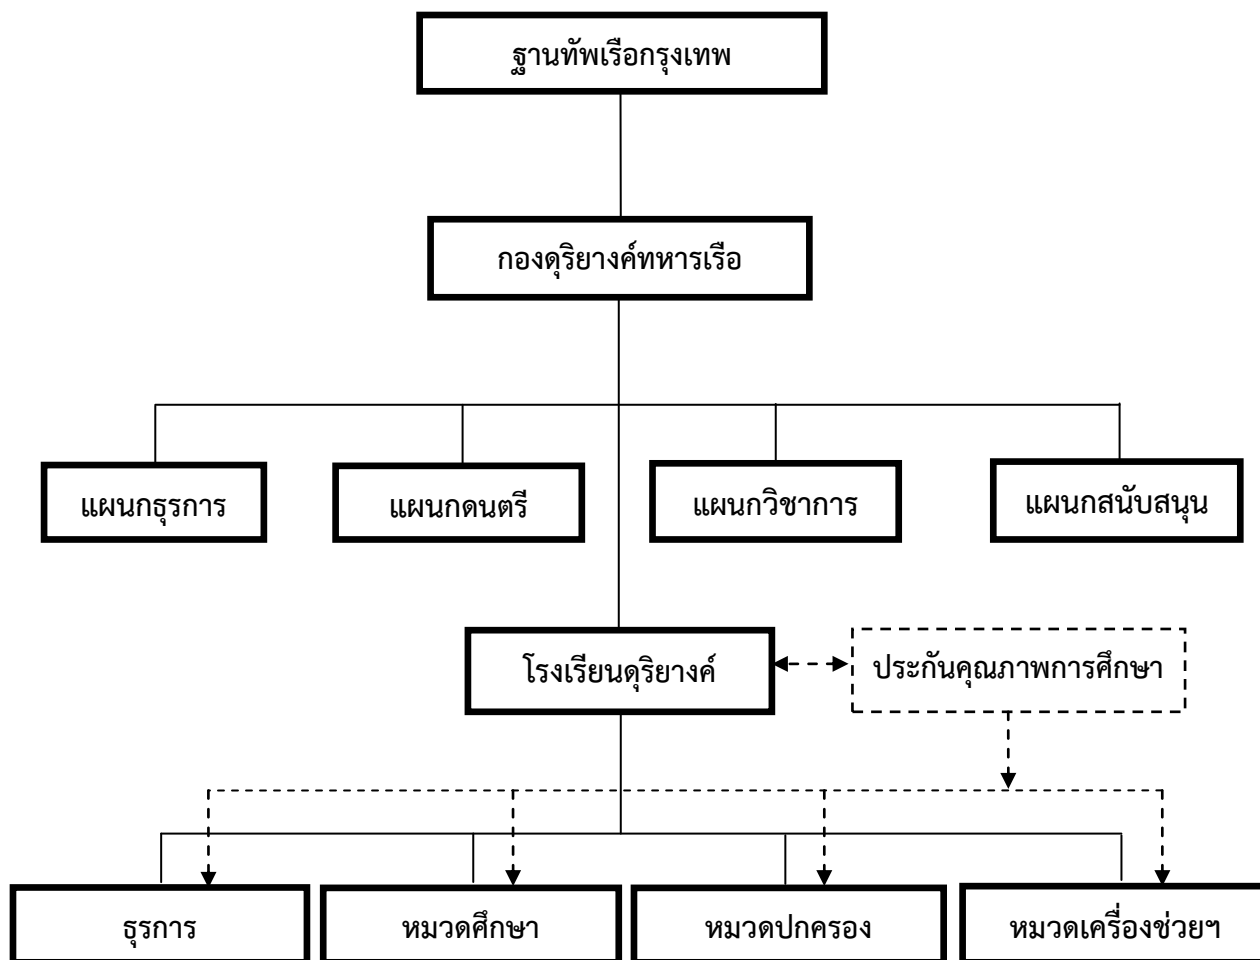 ฐานทัพเรือกรุงเทพ
กองดุริยางค์ทหารเรือ
แผนกธุรการ
แผนกดนตรี
แผนกวิชาการ
แผนกสนับสนุน
โรงเรียนดุริยางค์
ประกันคุณภาพการศึกษา
ธุรการ
หมวดศึกษา
หมวดปกครอง
หมวดเครื่องช่วยฯ